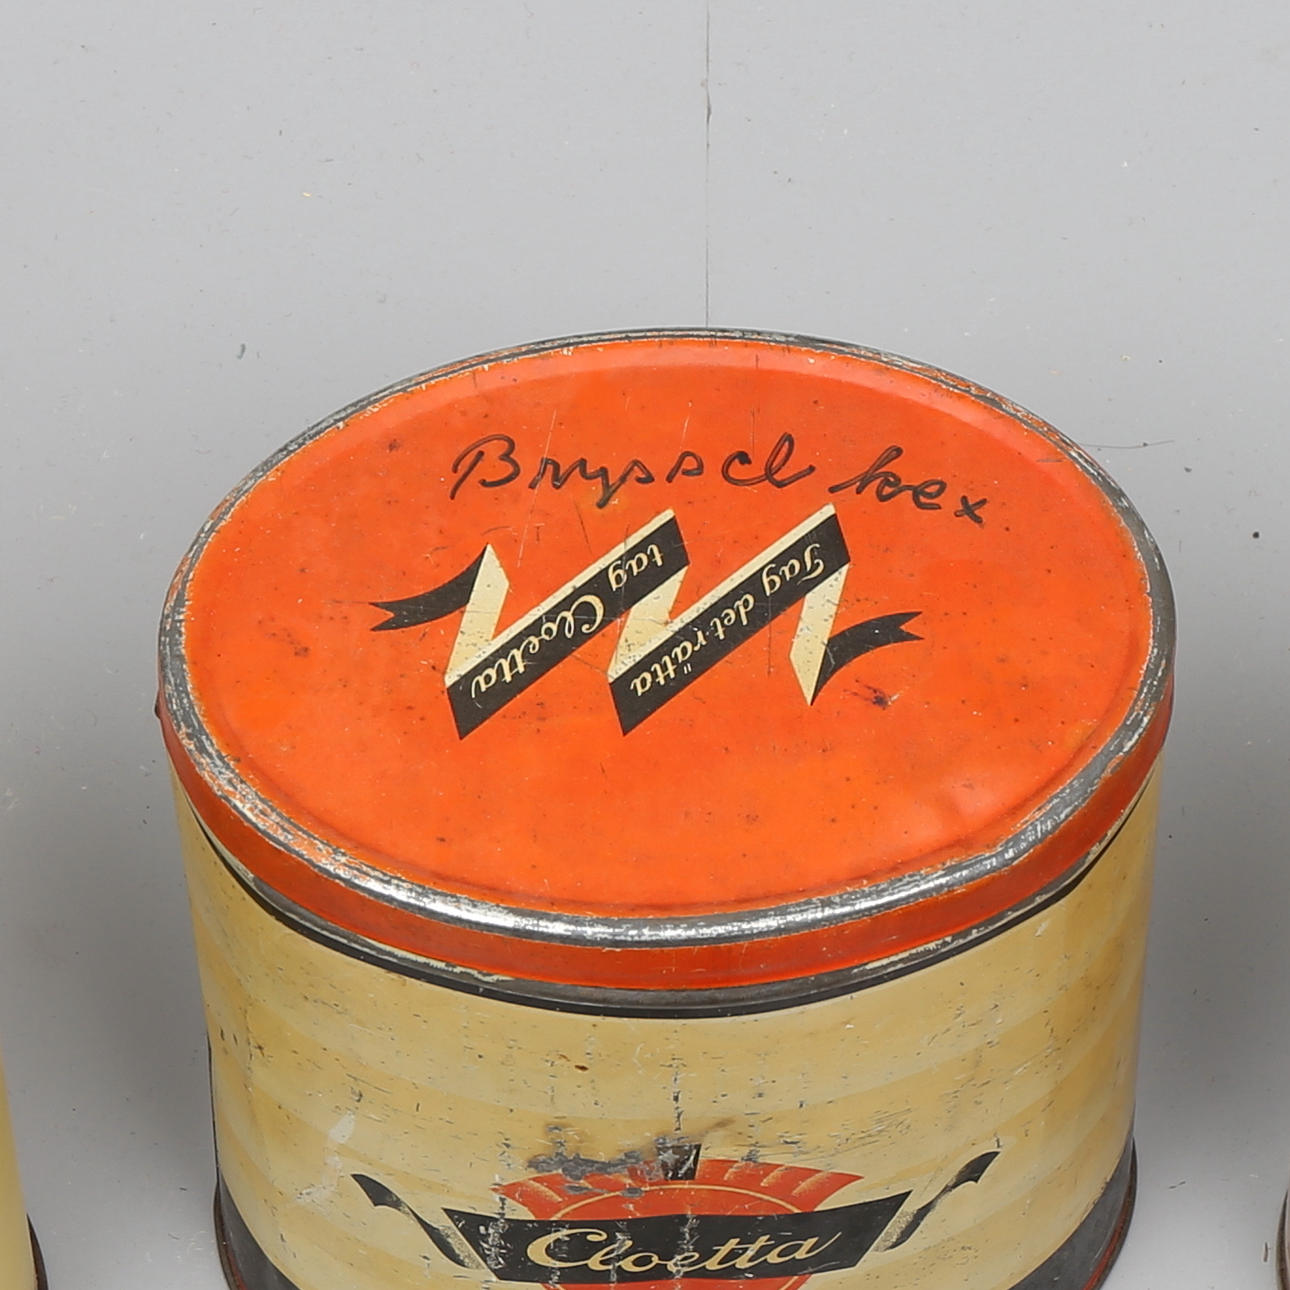 Bryssel kex
Tag det rätta
tag Cloetta
Cloetta